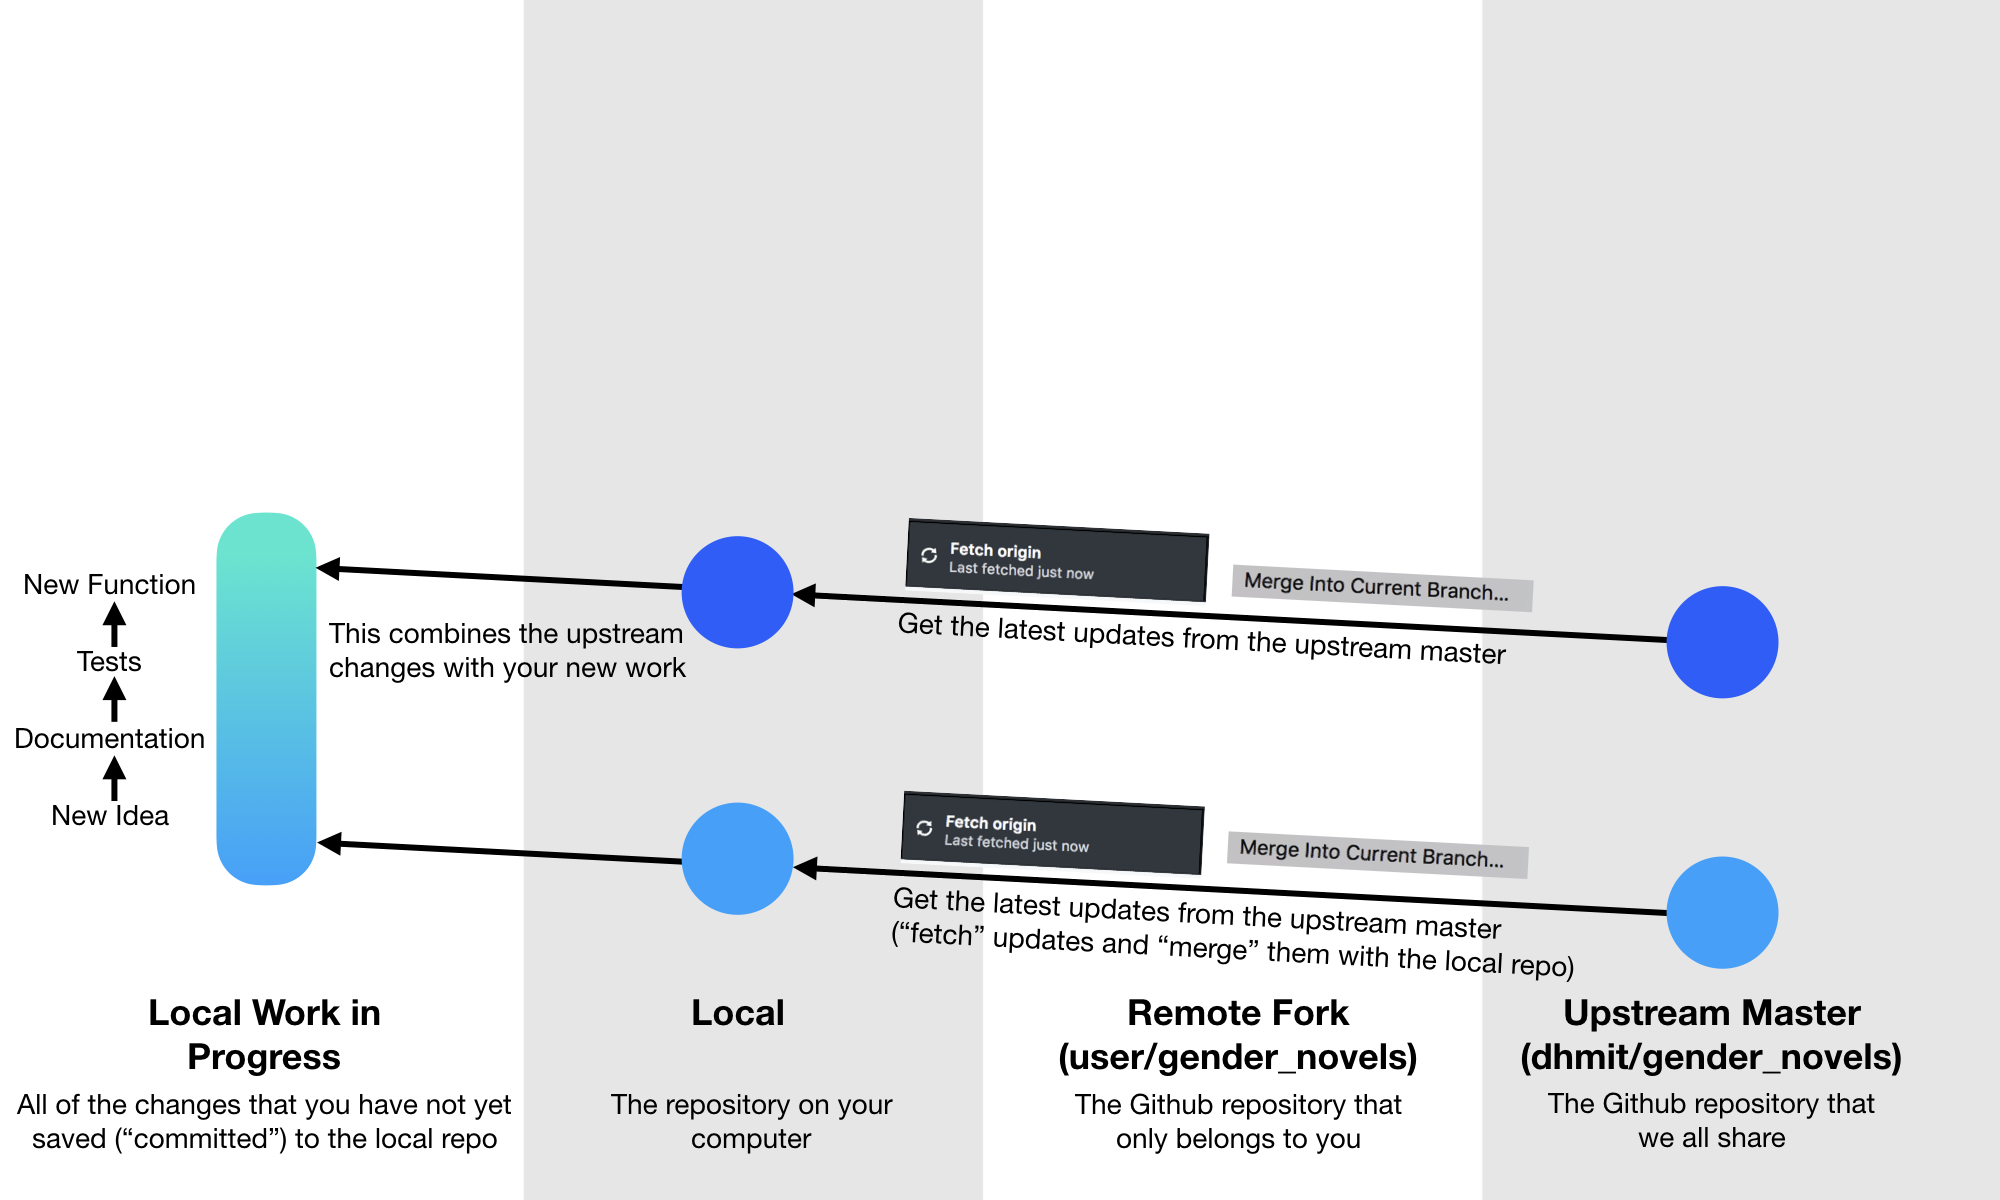 Fetch origin
Last fetched just now
Merge Into Current Branch...
Get the latest updates from the upstream master
New Function
Tests
Documentation
New Idea
This combines the upstream
changes with your new work
Fetch origin
Last fetched just now
Merge Into Current Branch...
Get the latest updates from the upstream master
(“fetch” updates and “merge” them with the local repo)
Local Work in
Progress
All of the changes that you have not yet
saved (“committed”) to the local repo
Local
The repository on your
computer
Remote Fork
(user/gender_novels)
The Github repository that
only belongs to you
Upstream Master
(dhmit/gender_novels)
The Github repository that
we all share